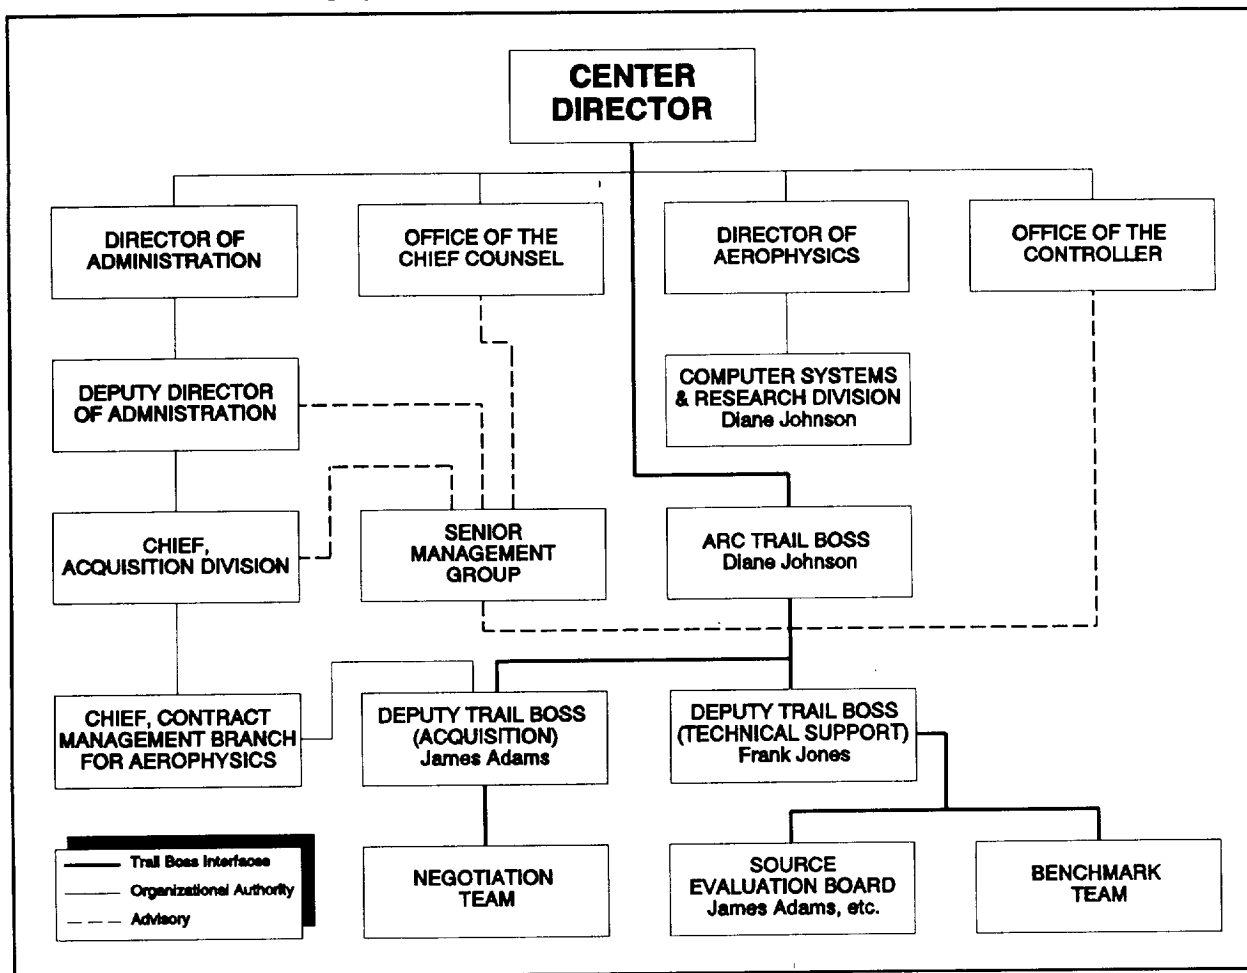 CENTER
DIRECTOR
DIRECTOR OF
ADMINISTRATION
OFFICE OF THE
CHIEF COUNSEL
DIRECTOR OF
AEROPHYSICS
OFFICE OF THE
CONTROLLER
DEPUTY DIRECTOR
OF ADMNISTRATION
COMPUTER SYSTEMS
& RESEARCH DIVISION
Diane Johnson
CHIEF,
ACQUISITION DIVISION
SENIOR
MANAGEMENT
GROUP
ARC TRAIL BOSS
Diane Johnson
CHIEF, CONTRACT
MANAGEMENT BRANCH
FOR AEROPHYSICS
DEPUTY TRAIL BOSS
(ACQUISITION)
James Adams
DEPUTY TRAIL BOSS
(TECHNICAL SUPPORT)
Frank Jones
Trail Boss Interfaces
Organizational Authority
Advisory
NEGOTIATION
TEAM
SOURCE
EVALUATION BOARD
James Adams, etc.
BENCHMARK
TEAM